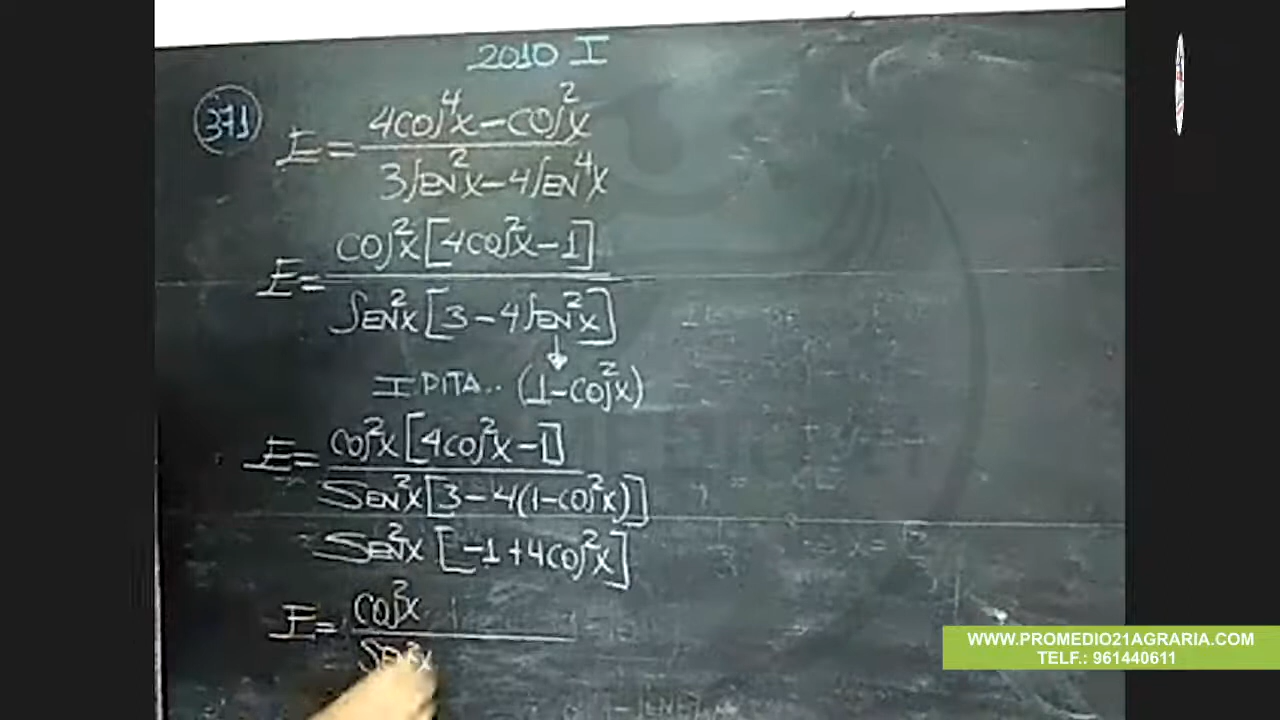 2010 I
371
E = 4COS⁴X - COS²X / 3SEN²X - 4SEN⁴X
E = COS²X [4COS²X - 1] / SEN²X [3 - 4SEN²X]
I PITA.. (1 - COS²X)
E = COS²X [4COS²X - 1] / SEN²X [3 - 4(1 - COS²X)]
SEN²X [-1 + 4COS²X]
E = COS²X / SEN²X
WWW.PROMEDIO21AGRARIA.COM
TELF.: 961440611